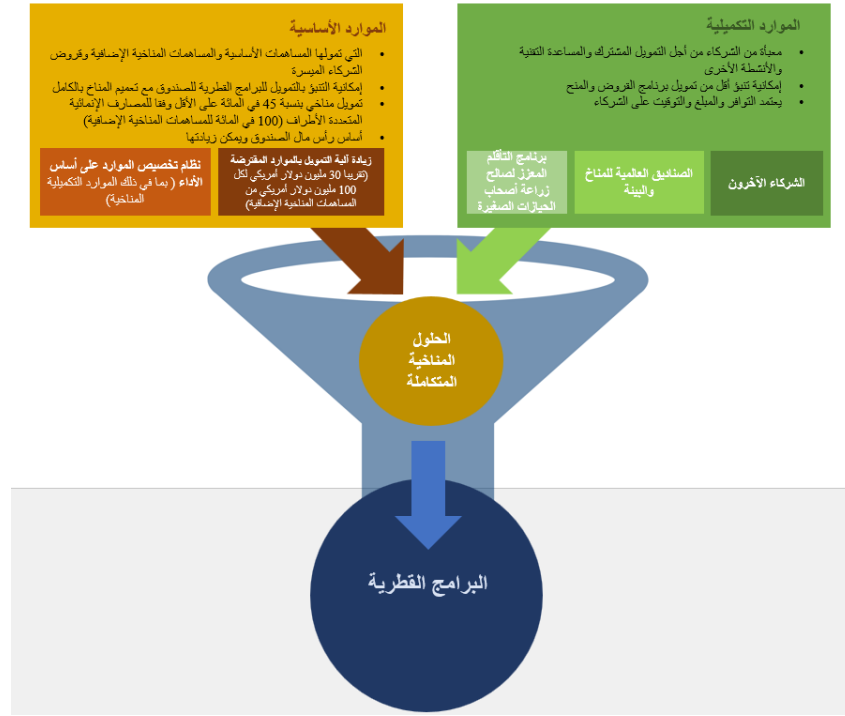 الموارد التكميلية
• معبأة من الشركاء من أجل التمويل المشترك والمساعدة التقنية
والأنشطة الأخرى
• إمكانية تنبؤ أقل من تمويل برنامج القروض والمنح
• يعتمد التوافر والمبلغ والتوقيت على الشركاء
الشركاء الآخرون
الصناديق العالمية للمناخ
والبيئة
برنامج التأقلم
المعزز لصالح
زراعة أصحاب
الحيازات الصغيرة
الموارد الأساسية
• التي تمولها المساهمات الأساسية والمساهمات المناخية الإضافية وقروض
الشركاء الميسرة
• إمكانية التنبؤ بالتمويل للبرامج القطرية للصندوق مع تعميم المناخ بالكامل
• تمويل مناخي بنسبة 45 في المائة على الأقل وفقا للمصارف الإنمائية
المتعددة الأطراف (100 في المائة للمساهمات المناخية الإضافية)
• أساس رأس مال الصندوق ويمكن زيادتها
زيادة آلية التمويل بالموارد المقترضة
(تقريبا 30 مليون دولار أمريكي لكل
100 مليون دولار أمريكي من
المساهمات المناخية الإضافية)
نظام تخصيص الموارد على أساس
الأداء ( بما في ذلك الموارد التكميلية
المناخية)
الحلول
المناخية
المتكاملة
البرامج القطرية